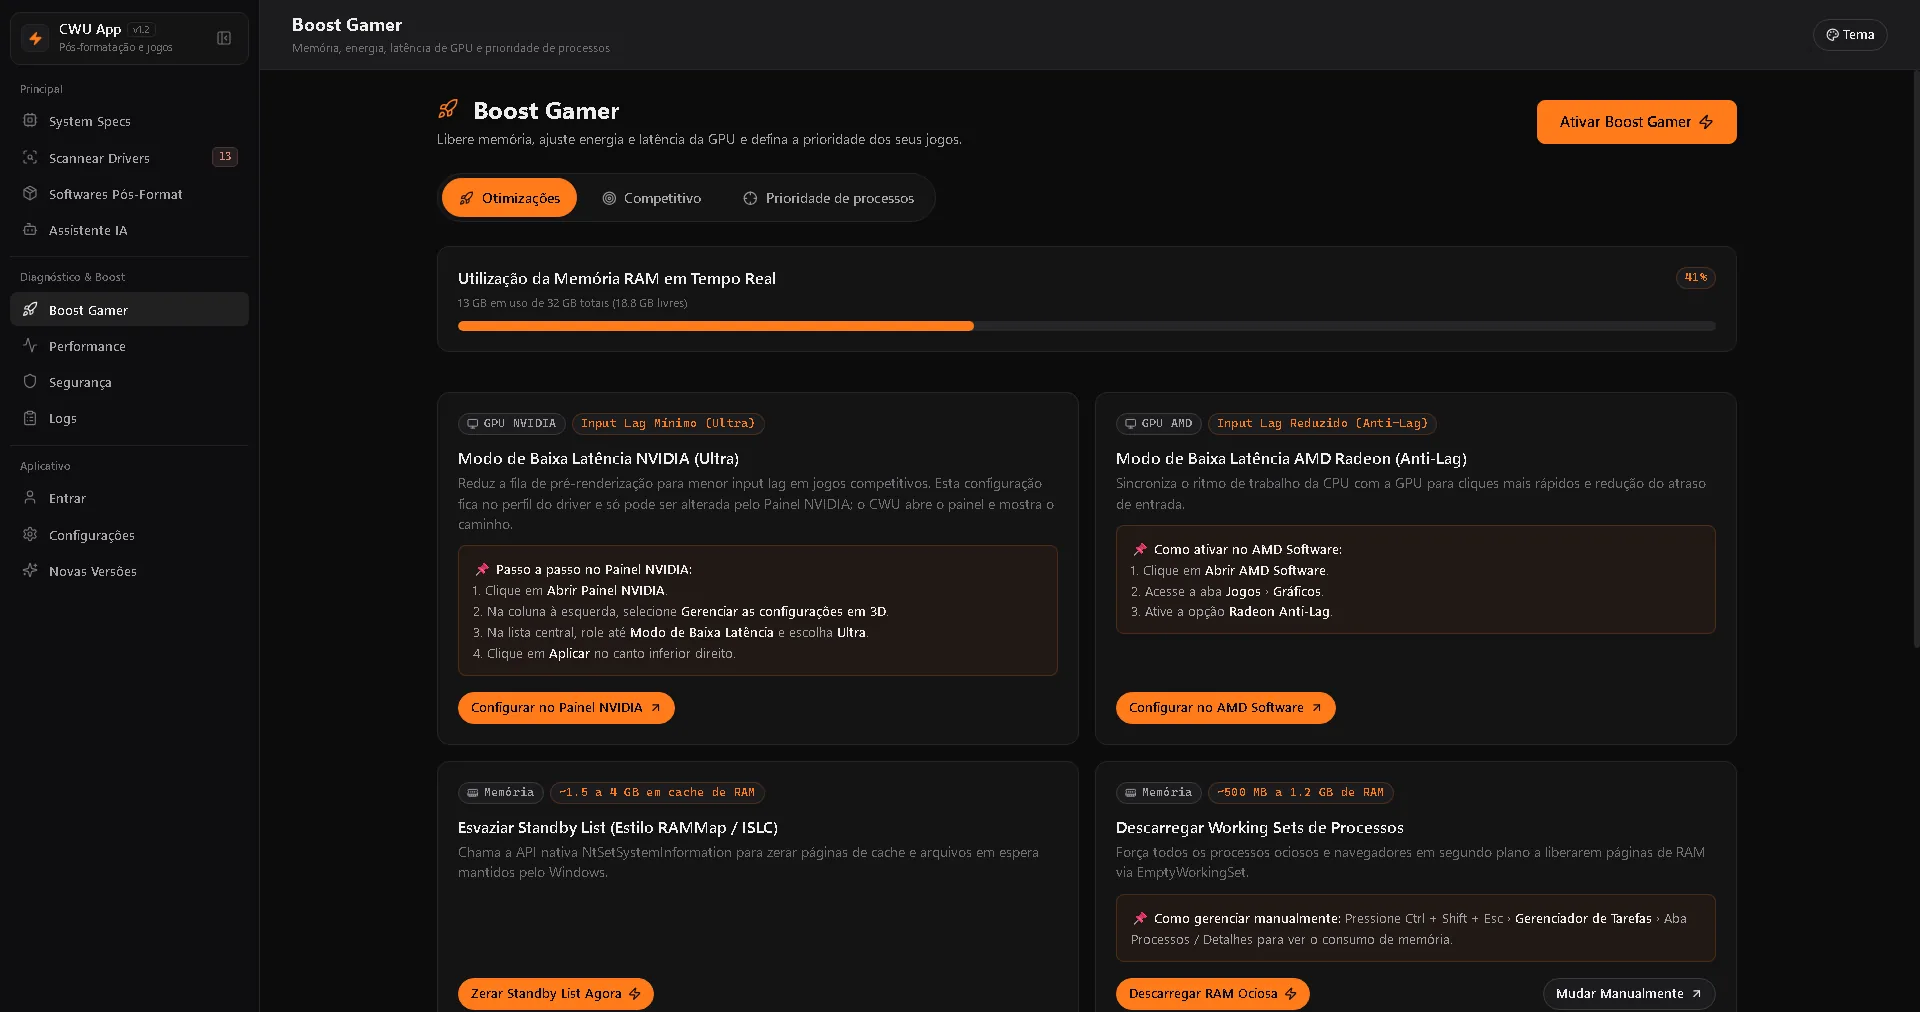 CWU App v1.2
Pós-formatação e jogos
Principal
System Specs
Scannear Drivers 13
Softwares Pós-Format
Assistente IA
Diagnóstico & Boost
Boost Gamer
Performance
Segurança
Logs
Aplicativo
Entrar
Configurações
Novas Versões
Boost Gamer
Memória, energia, latência de GPU e prioridade de processos
Tema
Boost Gamer
Libere memória, ajuste energia e latência da GPU e defina a prioridade dos seus jogos.
Ativar Boost Gamer
Otimizações Competitivo Prioridade de processos
Utilização da Memória RAM em Tempo Real
41%
13 GB em uso de 32 GB totais (18.8 GB livres)
GPU NVIDIA Input Lag Mínimo (Ultra)
Modo de Baixa Latência NVIDIA (Ultra)
Reduz a fila de pré-renderização para menor input lag em jogos competitivos. Esta configuração
fica no perfil do driver e só pode ser alterada pelo Painel NVIDIA; o CWU abre o painel e mostra o
caminho.
Passo a passo no Painel NVIDIA:
1. Clique em Abrir Painel NVIDIA.
2. Na coluna à esquerda, selecione Gerenciar as configurações em 3D.
3. Na lista central, role até Modo de Baixa Latência e escolha Ultra.
4. Clique em Aplicar no canto inferior direito.
Configurar no Painel NVIDIA
GPU AMD Input Lag Reduzido (Anti-Lag)
Modo de Baixa Latência AMD Radeon (Anti-Lag)
Sincroniza o ritmo de trabalho da CPU com a GPU para cliques mais rápidos e redução do atraso
de entrada.
Como ativar no AMD Software:
1. Clique em Abrir AMD Software.
2. Acesse a aba Jogos › Gráficos.
3. Ative a opção Radeon Anti-Lag.
Configurar no AMD Software
Memória ~1.5 a 4 GB em cache de RAM
Esvaziar Standby List (Estilo RAMMap / ISLC)
Chama a API nativa NtSetSystemInformation para zerar páginas de cache e arquivos em espera
mantidos pelo Windows.
Zerar Standby List Agora
Memória ~500 MB a 1.2 GB de RAM
Descarregar Working Sets de Processos
Força todos os processos ociosos e navegadores em segundo plano a liberarem páginas de RAM
via EmptyWorkingSet.
Como gerenciar manualmente: Pressione Ctrl + Shift + Esc › Gerenciador de Tarefas › Aba
Processos / Detalhes para ver o consumo de memória.
Descarregar RAM Ociosa
Mudar Manualmente